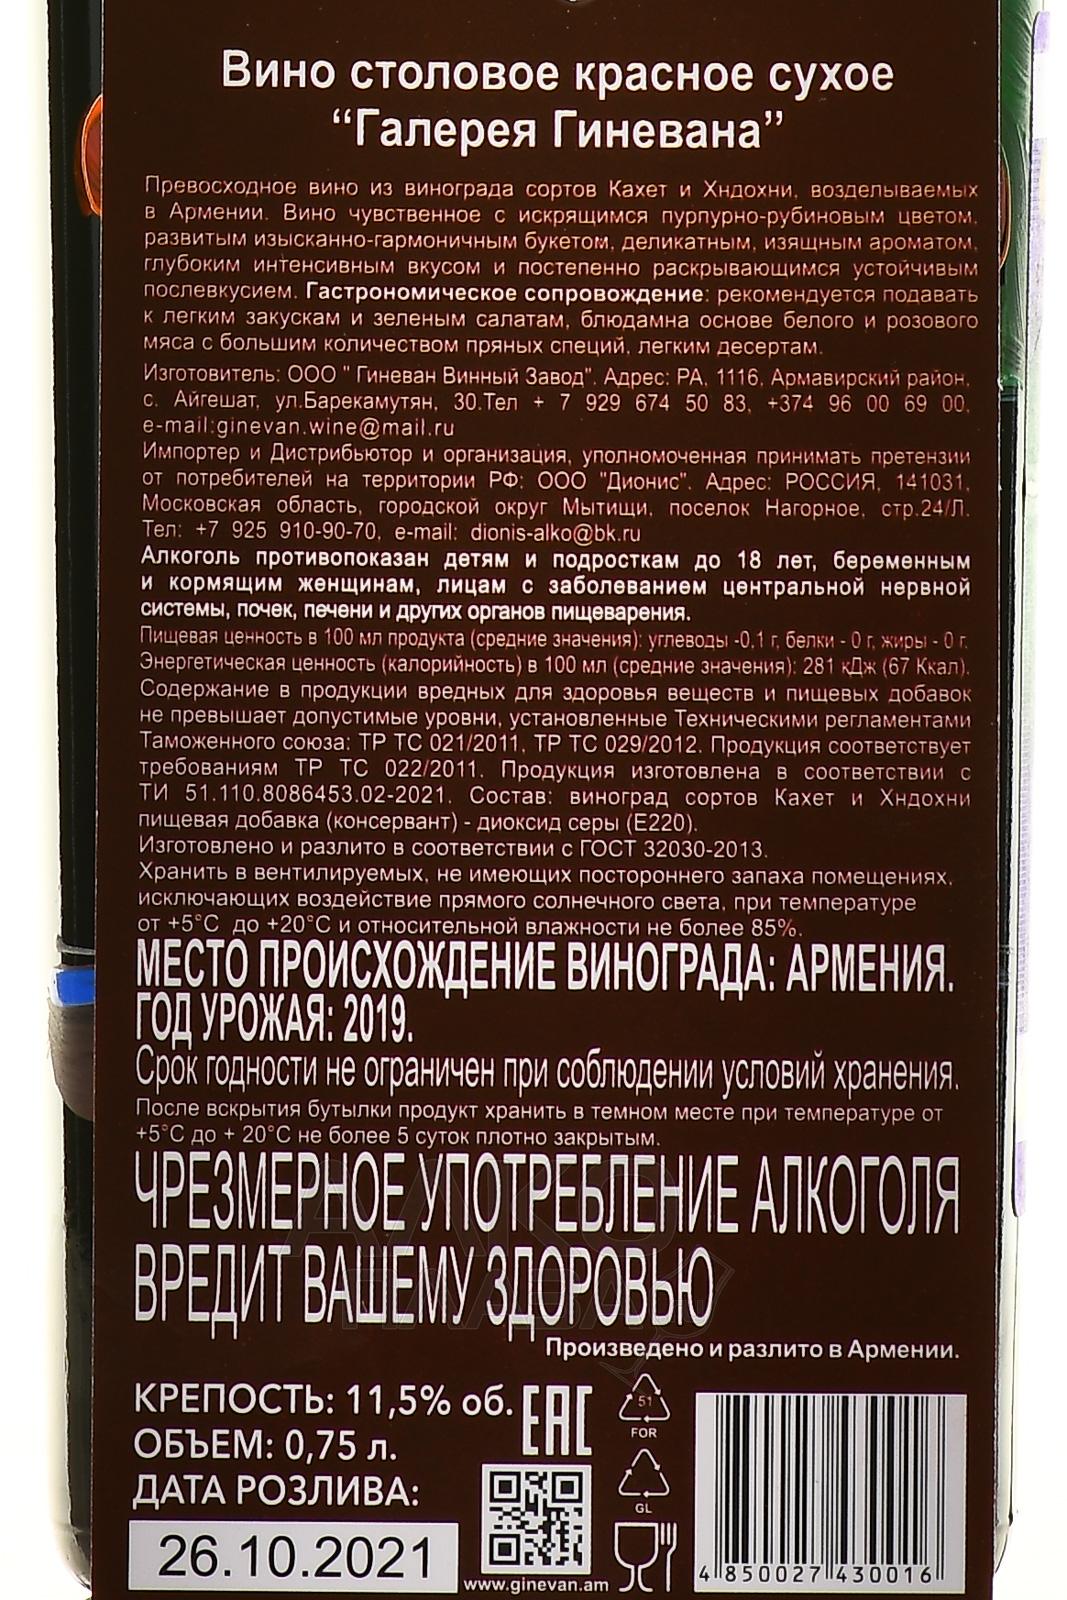 Вино столовое красное сухое
“Галерея Гиневана”
Превосходное вино из винограда сортов Кахет и Хндохни, возделываемых
в Армении. Вино чувственное с искрящимся пурпурно-рубиновым цветом,
развитым изысканно-гармоничным букетом, деликатным, изящным ароматом,
глубоким интенсивным вкусом и постепенно раскрывающимся устойчивым
послевкусием. Гастрономическое сопровождение: рекомендуется подавать
к легким закускам и зеленым салатам, блюдамна основе белого и розового
мяса с большим количеством пряных специй, легким десертам.
Изготовитель: ООО " Гиневан Винный Завод". Адрес: РА, 1116, Армавирский район,
с. Айгешат, ул.Барекамутян, 30.Тел + 7 929 674 50 83, +374 96 00 69 00,
e-mail:ginevan.wine@mail.ru
Импортер и Дистрибьютор и организация, уполномоченная принимать претензии
от потребителей на территории РФ: ООО "Дионис". Адрес: РОССИЯ, 141031,
Московская область, городской округ Мытищи, поселок Нагорное, стр.24/Л.
Тел: +7 925 910-90-70, e-mail: dionis-alko@bk.ru
Алкоголь противопоказан детям и подросткам до 18 лет, беременным
и кормящим женщинам, лицам с заболеванием центральной нервной
системы, почек, печени и других органов пищеварения.
Пищевая ценность в 100 мл продукта (средние значения): углеводы -0,1 г, белки - 0 г, жиры - 0 г.
Энергетическая ценность (калорийность) в 100 мл (средние значения): 281 кДж (67 Ккал).
Содержание в продукции вредных для здоровья веществ и пищевых добавок
не превышает допустимые уровни, установленные Техническими регламентами
Таможенного союза: ТР ТС 021/2011, ТР ТС 029/2012. Продукция соответствует
требованиям ТР ТС 022/2011. Продукция изготовлена в соответствии с
ТИ 51.110.8086453.02-2021. Состав: виноград сортов Кахет и Хндохни
пищевая добавка (консервант) - диоксид серы (Е220).
Изготовлено и разлито в соответствии с ГОСТ 32030-2013.
Хранить в вентилируемых, не имеющих постороннего запаха помещениях,
исключающих воздействие прямого солнечного света, при температуре
от +5°С до +20°С и относительной влажности не более 85%.
МЕСТО ПРОИСХОЖДЕНИЕ ВИНОГРАДА: АРМЕНИЯ.
ГОД УРОЖАЯ: 2019.
Срок годности не ограничен при соблюдении условий хранения.
После вскрытия бутылки продукт хранить в темном месте при температуре от
+5°С до + 20°С не более 5 суток плотно закрытым.
ЧРЕЗМЕРНОЕ УПОТРЕБЛЕНИЕ АЛКОГОЛЯ
ВРЕДИТ ВАШЕМУ ЗДОРОВЬЮ
Произведено и разлито в Армении.
КРЕПОСТЬ: 11,5% об.
ОБЪЕМ: 0,75 л.
ДАТА РОЗЛИВА:
26.10.2021
EAC
51
FOR
GL
www.ginevan.am
4 850027 430016